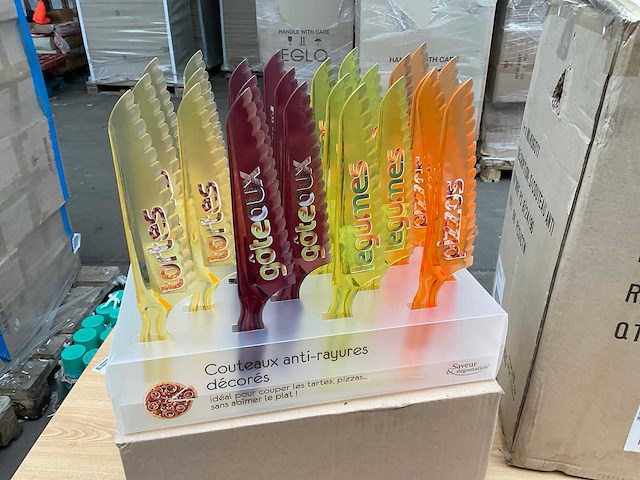 HANDLE WITH CARE
EGLO
HANDLE WITH CARE
tartes
tartes
gâteaux
gâteaux
légumes
légumes
pizzas
pizzas
Couteaux anti-rayures
décorés
idéal pour couper les tartes, pizzas...
sans abîmer le plat !
Saveur
& dégustation